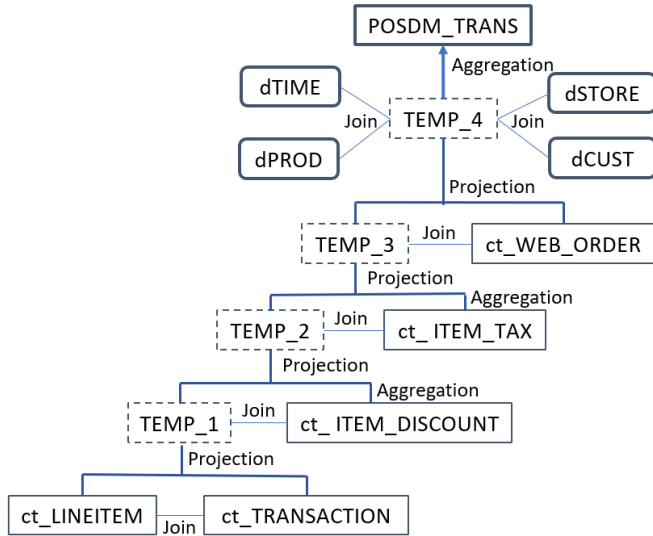 POSDM_TRANS
Aggregation
dTIME
dSTORE
Join
TEMP_4
Join
dPROD
dCUST
Projection
TEMP_3
Join
ct_WEB_ORDER
Projection
Aggregation
TEMP_2
Join
ct_ ITEM_TAX
Projection
Aggregation
TEMP_1
Join
ct_ ITEM_DISCOUNT
Projection
ct_LINEITEM
Join
ct_TRANSACTION